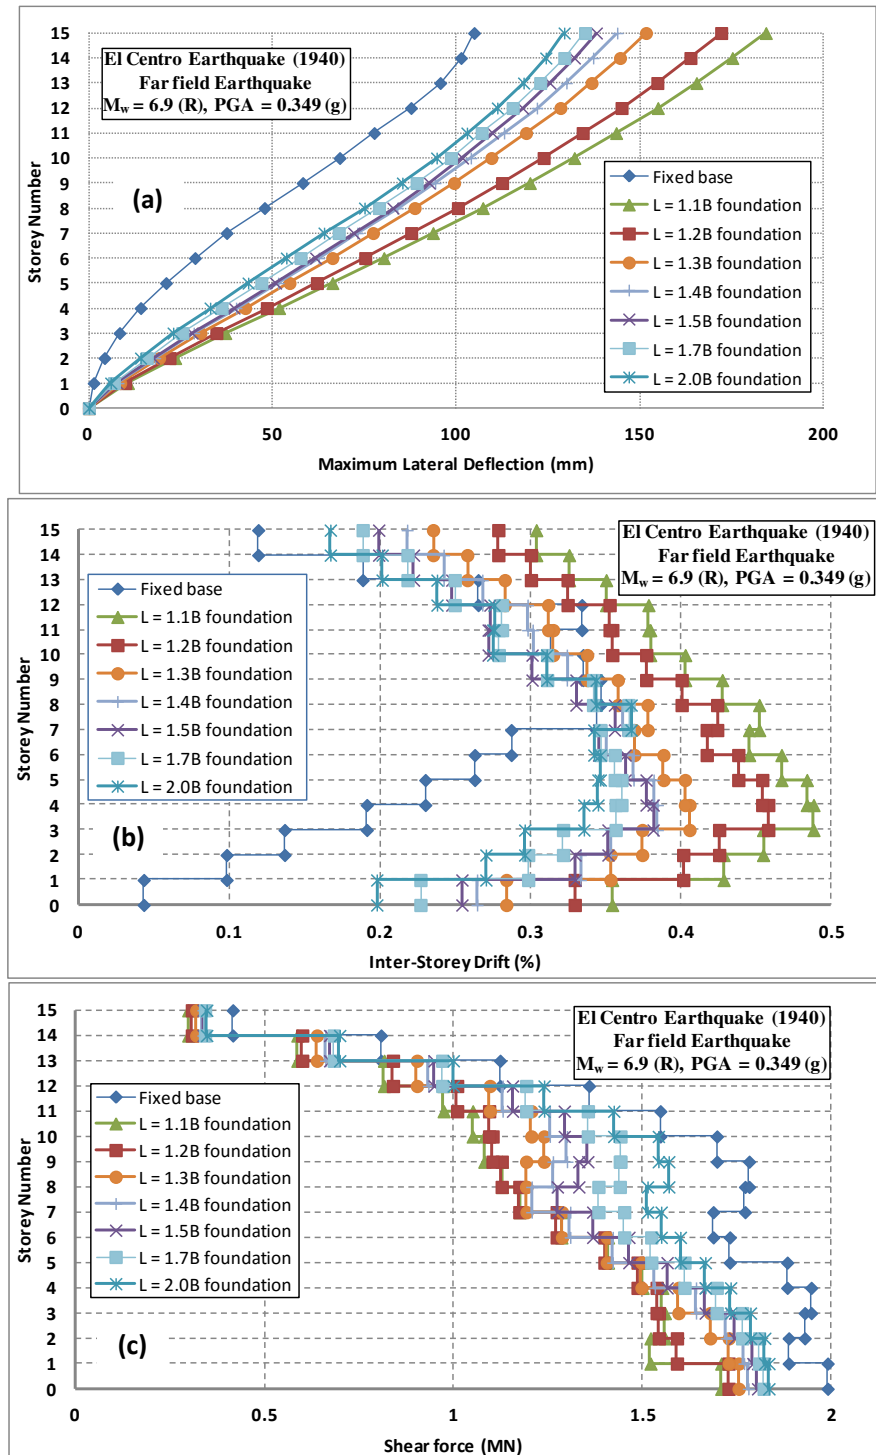 El Centro Earthquake (1940)
Far field Earthquake
Mw = 6.9 (R), PGA = 0.349 (g)
(a)
Storey Number
15
14
13
12
11
10
9
8
7
6
5
4
3
2
1
0
Fixed base
L = 1.1B foundation
L = 1.2B foundation
L = 1.3B foundation
L = 1.4B foundation
L = 1.5B foundation
L = 1.7B foundation
L = 2.0B foundation
0 50 100 150 200
Maximum Lateral Deflection (mm)
El Centro Earthquake (1940)
Far field Earthquake
Mw = 6.9 (R), PGA = 0.349 (g)
Storey Number
15
14
13
12
11
10
9
8
7
6
5
4
3
2
1
0
Fixed base
L = 1.1B foundation
L = 1.2B foundation
L = 1.3B foundation
L = 1.4B foundation
L = 1.5B foundation
L = 1.7B foundation
L = 2.0B foundation
(b)
0 0.1 0.2 0.3 0.4 0.5
Inter-Storey Drift (%)
El Centro Earthquake (1940)
Far field Earthquake
Mw = 6.9 (R), PGA = 0.349 (g)
Storey Number
15
14
13
12
11
10
9
8
7
6
5
4
3
2
1
0
Fixed base
L = 1.1B foundation
L = 1.2B foundation
L = 1.3B foundation
L = 1.4B foundation
L = 1.5B foundation
L = 1.7B foundation
L = 2.0B foundation
(c)
0 0.5 1 1.5 2
Shear force (MN)